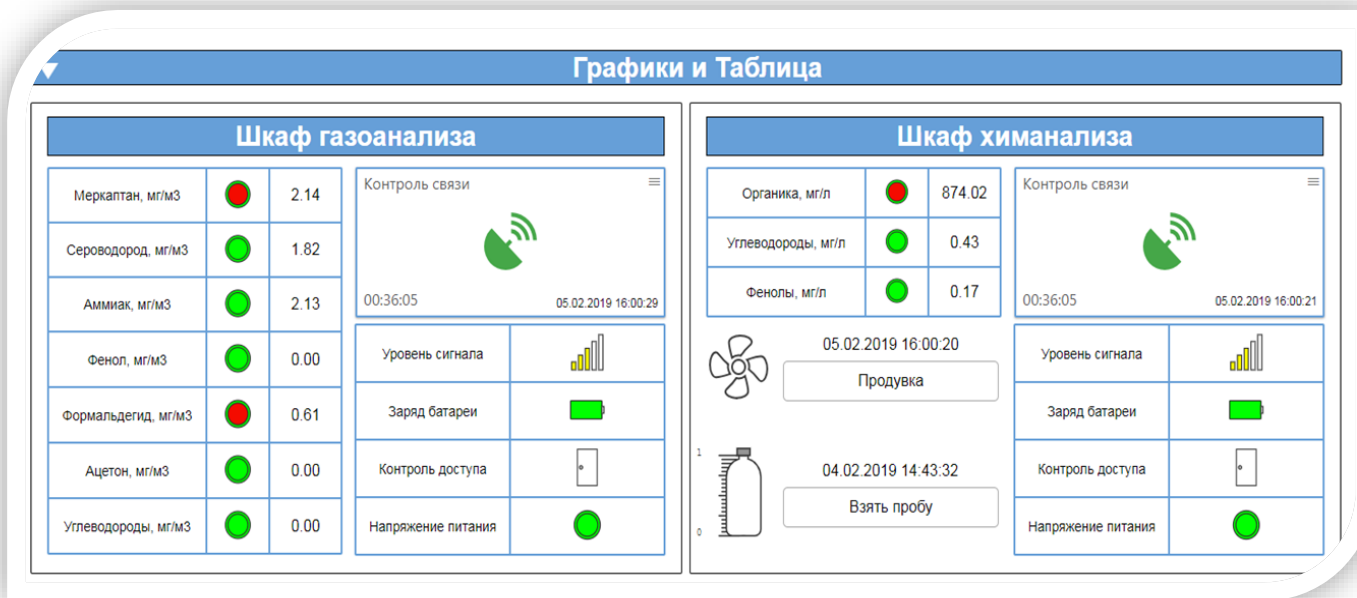 Графики и Таблица
Шкаф газоанализа
Меркаптан, мг/м3 2.14
Сероводород, мг/м3 1.82
Аммиак, мг/м3 2.13
Фенол, мг/м3 0.00
Формальдегид, мг/м3 0.61
Ацетон, мг/м3 0.00
Углеводороды, мг/м3 0.00
Контроль связи
00:36:05 05.02.2019 16:00:29
Уровень сигнала
Заряд батареи
Контроль доступа
Напряжение питания
Шкаф химанализа
Органика, мг/л 874.02
Углеводороды, мг/л 0.43
Фенолы, мг/л 0.17
05.02.2019 16:00:20
Продувка
1
04.02.2019 14:43:32
Взять пробу
0
Контроль связи
00:36:05 05.02.2019 16:00:21
Уровень сигнала
Заряд батареи
Контроль доступа
Напряжение питания